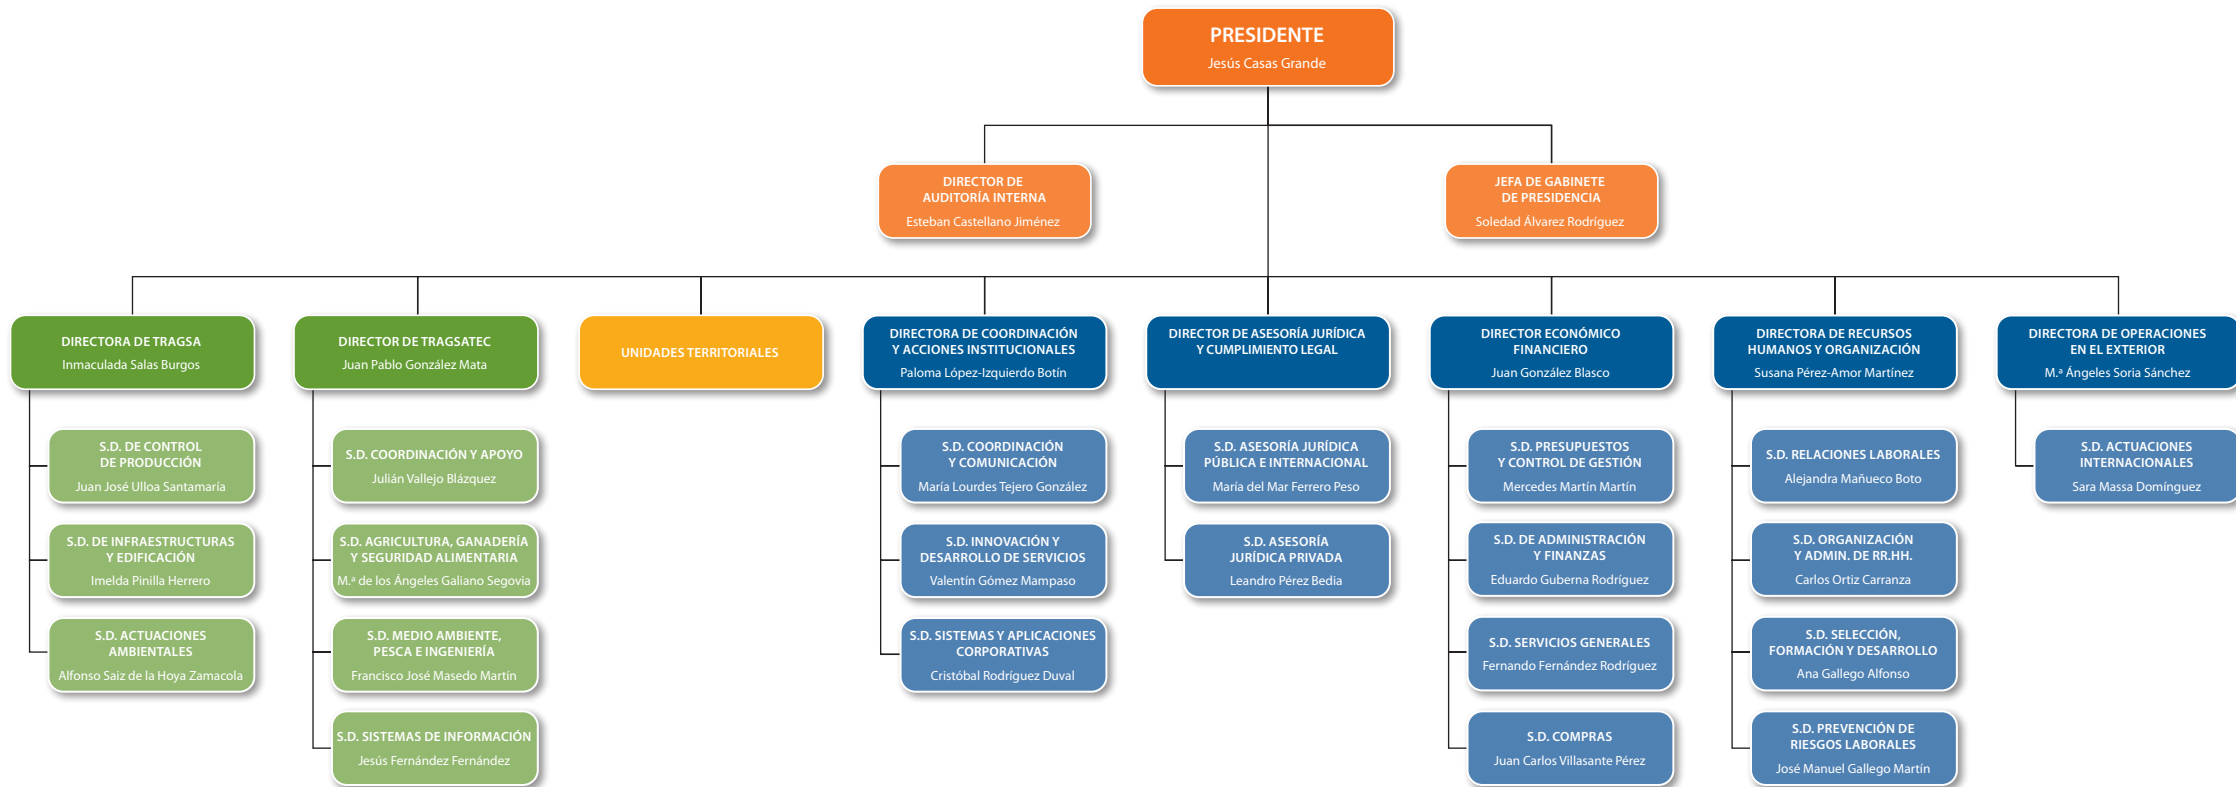 PRESIDENTE
Jesús Casas Grande
DIRECTOR DE
AUDITORÍA INTERNA
Esteban Castellano Jiménez
JEFA DE GABINETE
DE PRESIDENCIA
Soledad Álvarez Rodríguez
DIRECTORA DE TRAGSA
Inmaculada Salas Burgos
S.D. DE CONTROL
DE PRODUCCIÓN
Juan José Ulloa Santamaría
S.D. DE INFRAESTRUCTURAS
Y EDIFICACIÓN
Imelda Pinilla Herrero
S.D. ACTUACIONES
AMBIENTALES
Alfonso Saiz de la Hoya Zamacola
DIRECTOR DE TRAGSATEC
Juan Pablo González Mata
S.D. COORDINACIÓN Y APOYO
Julián Vallejo Blázquez
S.D. AGRICULTURA, GANADERÍA
Y SEGURIDAD ALIMENTARIA
M.ª de los Ángeles Galiano Segovia
S.D. MEDIO AMBIENTE,
PESCA E INGENIERÍA
Francisco José Masedo Martín
S.D. SISTEMAS DE INFORMACIÓN
Jesús Fernández Fernández
UNIDADES TERRITORIALES
DIRECTORA DE COORDINACIÓN
Y ACCIONES INSTITUCIONALES
Paloma López-Izquierdo Botín
S.D. COORDINACIÓN
Y COMUNICACIÓN
María Lourdes Tejero González
S.D. INNOVACIÓN Y
DESARROLLO DE SERVICIOS
Valentín Gómez Mampaso
S.D. SISTEMAS Y APLICACIONES
CORPORATIVAS
Cristóbal Rodríguez Duval
DIRECTOR DE ASESORÍA JURÍDICA
Y CUMPLIMIENTO LEGAL
S.D. ASESORÍA JURÍDICA
PÚBLICA E INTERNACIONAL
María del Mar Ferrero Peso
S.D. ASESORÍA
JURÍDICA PRIVADA
Leandro Pérez Bedia
DIRECTOR ECONÓMICO
FINANCIERO
Juan González Blasco
S.D. PRESUPUESTOS
Y CONTROL DE GESTIÓN
Mercedes Martín Martín
S.D. DE ADMINISTRACIÓN
Y FINANZAS
Eduardo Guberna Rodríguez
S.D. SERVICIOS GENERALES
Fernando Fernández Rodríguez
S.D. COMPRAS
Juan Carlos Villasante Pérez
DIRECTORA DE RECURSOS
HUMANOS Y ORGANIZACIÓN
Susana Pérez-Amor Martínez
S.D. RELACIONES LABORALES
Alejandra Mañueco Boto
S.D. ORGANIZACIÓN
Y ADMIN. DE RR.HH.
Carlos Ortiz Carranza
S.D. SELECCIÓN,
FORMACIÓN Y DESARROLLO
Ana Gallego Alfonso
S.D. PREVENCIÓN DE
RIESGOS LABORALES
José Manuel Gallego Martín
DIRECTORA DE OPERACIONES
EN EL EXTERIOR
M.ª Ángeles Soria Sánchez
S.D. ACTUACIONES
INTERNACIONALES
Sara Massa Domínguez